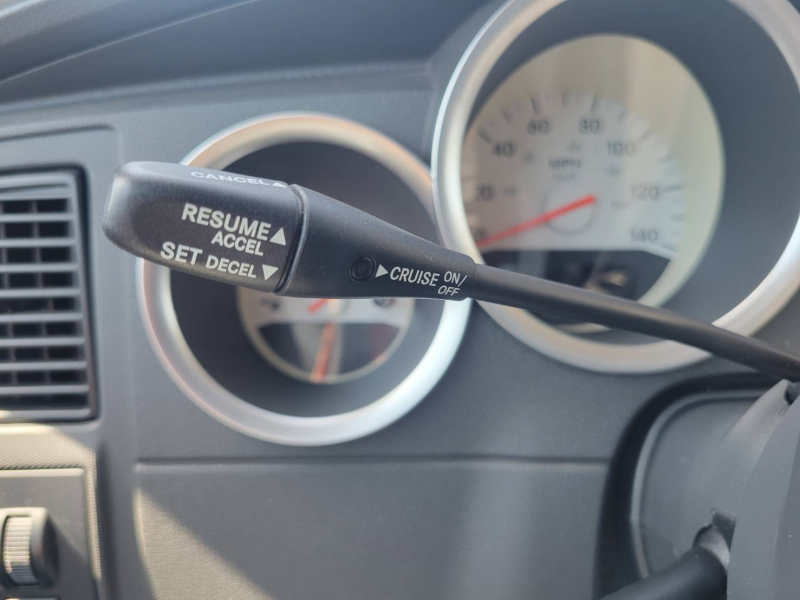 CANCEL▲
RESUME▲
ACCEL
SET DECEL▼
▶CRUISE ON/
OFF
40
60
80
100
120
140
MPH